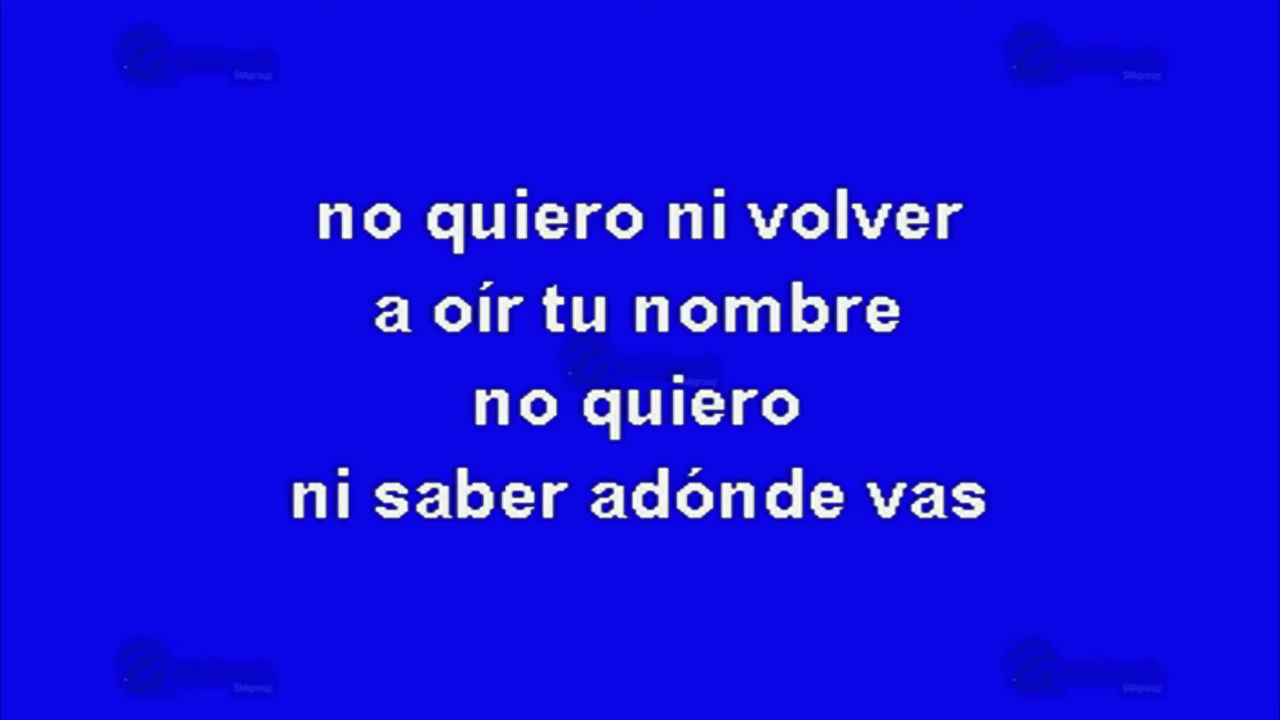 no quiero ni volver
a oír tu nombre
no quiero
ni saber adónde vas